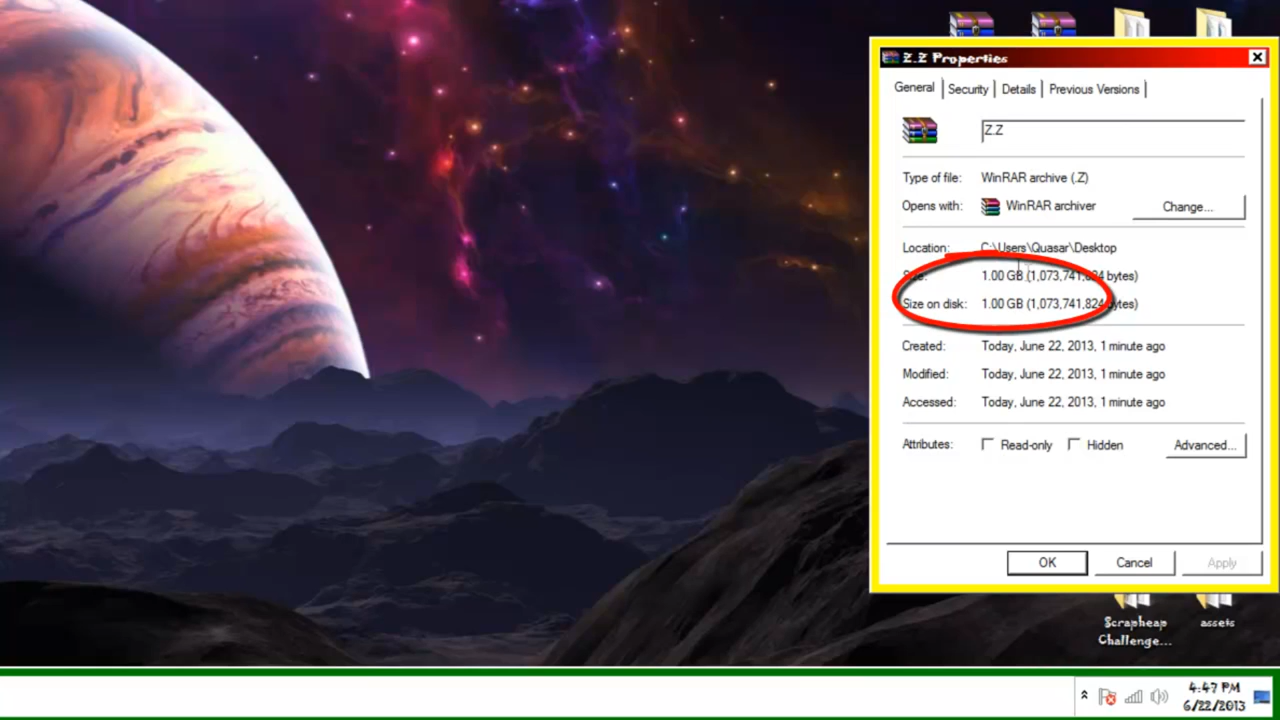 Z.Z Properties
General Security Details Previous Versions
Z.Z
Type of file: WinRAR archive (.Z)
Opens with: WinRAR archiver Change...
Location: C:\Users\Quasar\Desktop
Size: 1.00 GB (1,073,741,824 bytes)
Size on disk: 1.00 GB (1,073,741,824 bytes)
Created: Today, June 22, 2013, 1 minute ago
Modified: Today, June 22, 2013, 1 minute ago
Accessed: Today, June 22, 2013, 1 minute ago
Attributes: Read-only Hidden Advanced...
OK Cancel Apply
Scrapheap Challenge...
assets
4:47 PM
6/22/2013